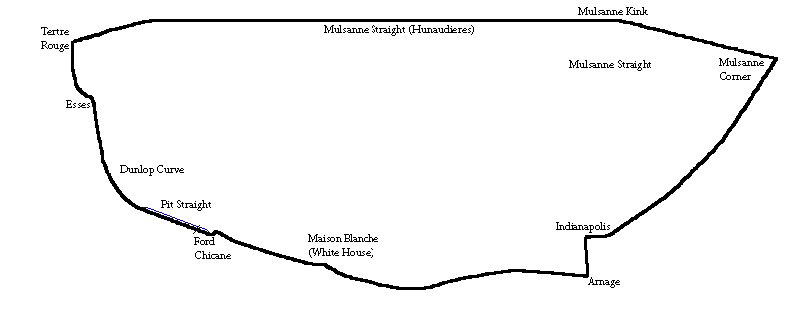 Mulsanne Kink
Tertre
Rouge
Mulsanne Straight (Hunaudieres)
Mulsanne Straight
Mulsanne
Corner
Esses
Dunlop Curve
Pit Straight
Ford
Chicane
Maison Blanche
(White House)
Indianapolis
Arnage